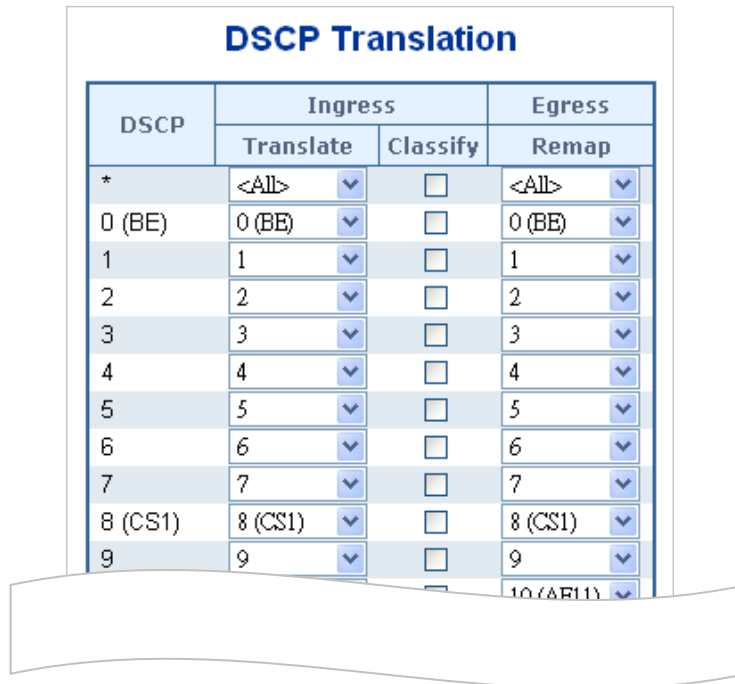 DSCP Translation
DSCP Ingress Egress
Translate Classify Remap
* <All> <All>
0 (BE) 0 (BE) 0 (BE)
1 1 1
2 2 2
3 3 3
4 4 4
5 5 5
6 6 6
7 7 7
8 (CS1) 8 (CS1) 8 (CS1)
9 9 9
10 (AF11)